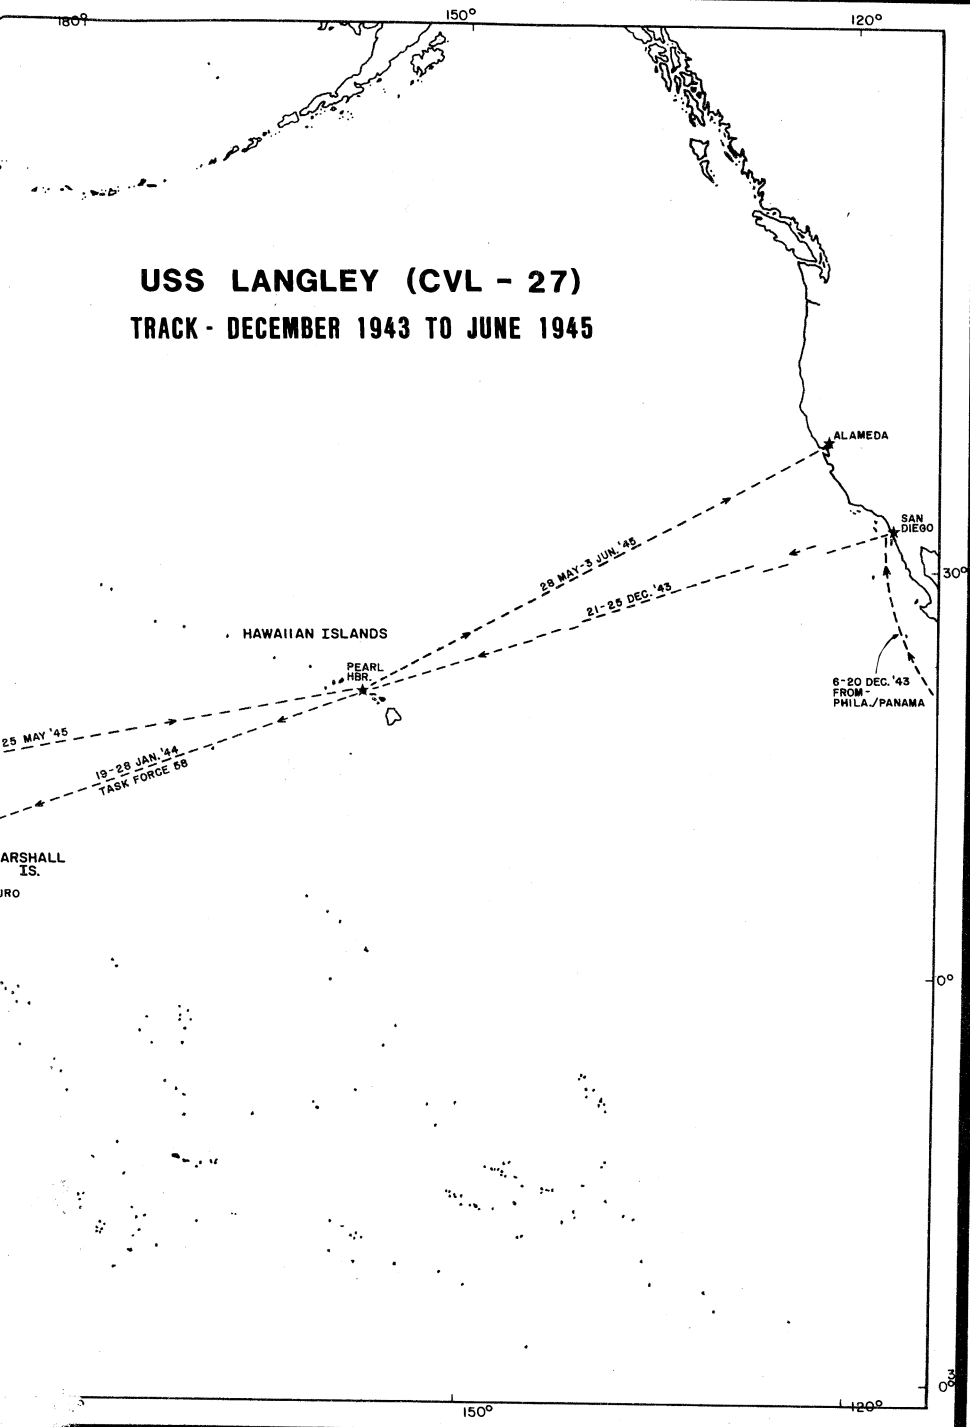 180°
150°
120°
USS LANGLEY (CVL - 27)
TRACK - DECEMBER 1943 TO JUNE 1945
ALAMEDA
SAN
DIEGO
28 MAY-3 JUN. '45
30°
21-25 DEC. '43
HAWAIIAN ISLANDS
PEARL
HBR.
6-20 DEC. '43
FROM-
PHILA./PANAMA
25 MAY '45
19-28 JAN. '44
TASK FORCE 58
ARSHALL
IS.
URO
0°
150°
120°